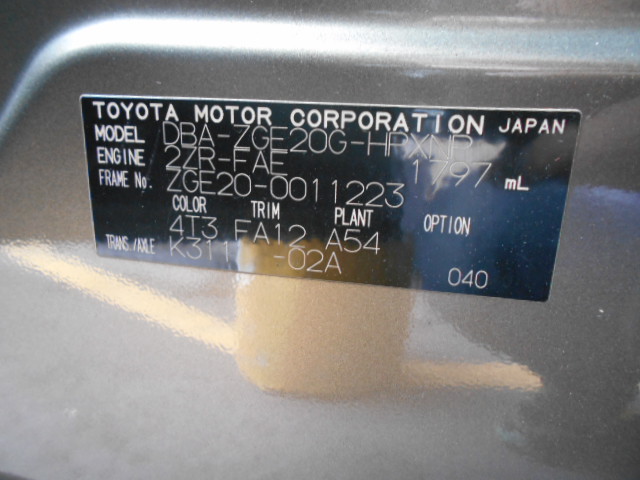 TOYOTA MOTOR CORPORATION JAPAN
MODEL DBA-ZGE20G-HPXNP
ENGINE 2ZR-FAE 1797 mL
FRAME No. ZGE20-0011223
COLOR TRIM PLANT OPTION
4T3 FA12 A54
TRANS/AXLE K311 -02A
040